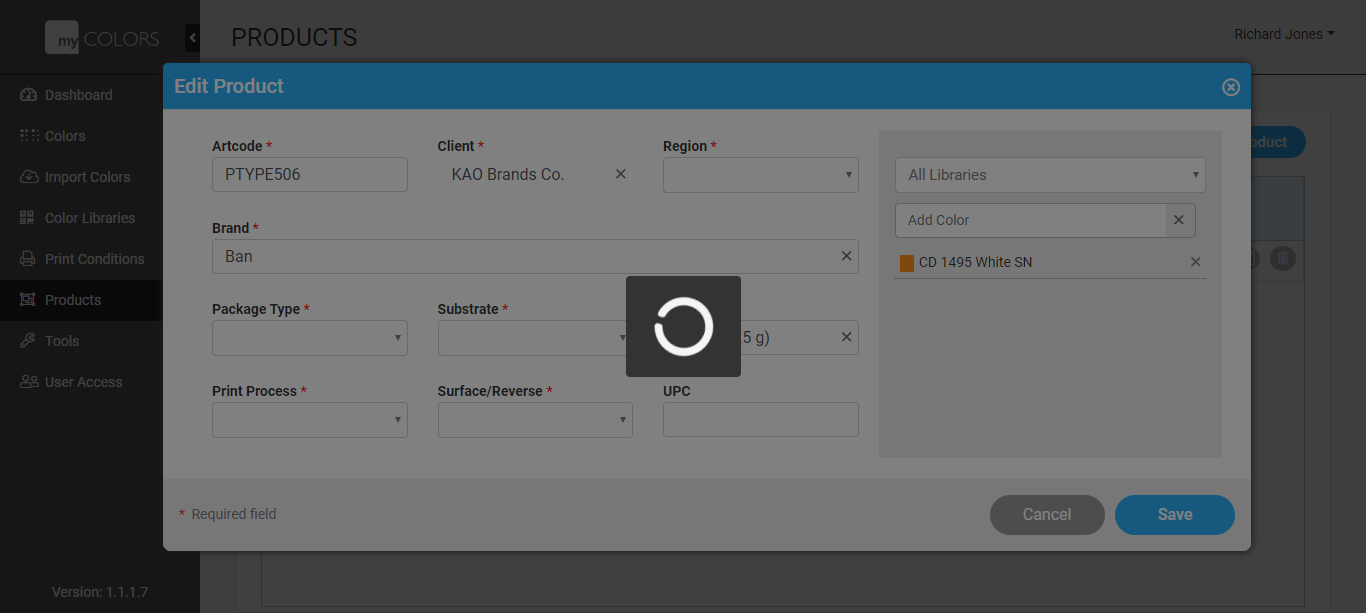 my COLORS
PRODUCTS
Richard Jones
Dashboard
Colors
Import Colors
Color Libraries
Print Conditions
Products
Tools
User Access
Version: 1.1.1.7
Edit Product
Artcode *
PTYPE506
Client *
KAO Brands Co.
Region *
Brand *
Ban
Package Type *
Substrate *
5 g)
Print Process *
Surface/Reverse *
UPC
All Libraries
Add Color
CD 1495 White SN
* Required field
Cancel
Save